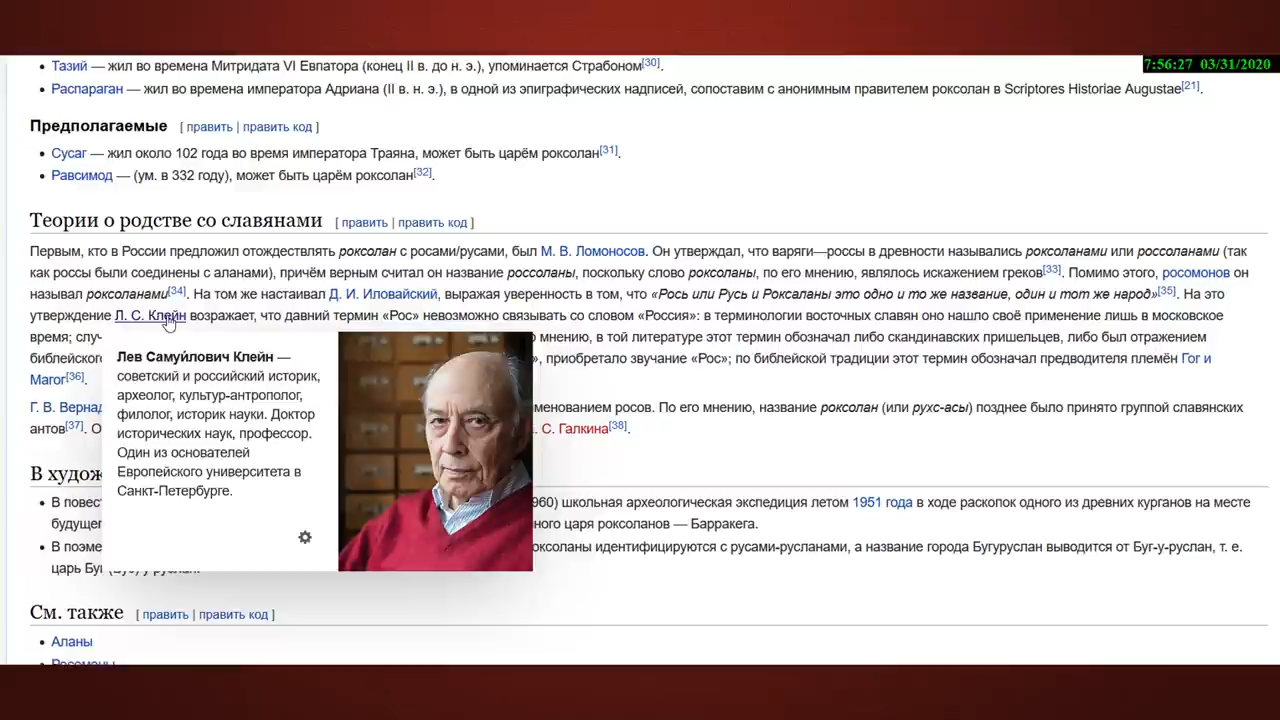 Тазий — жил во времена Митридата VI Евпатора (конец II в. до н. э.), упоминается Страбоном[30].
7:56:27 03/31/2020
Распараган — жил во времена императора Адриана (II в. н. э.), в одной из эпиграфических надписей, сопоставим с анонимным правителем роксолан в Scriptores Historiae Augustae[21].
Предполагаемые [ править | править код ]
Сусаг — жил около 102 года во время императора Траяна, может быть царём роксолан[31].
Равсимод — (ум. в 332 году), может быть царём роксолан[32].
Теории о родстве со славянами [ править | править код ]
Первым, кто в России предложил отождествлять роксолан с росами/русами, был М. В. Ломоносов. Он утверждал, что варяги—россы в древности назывались роксоланами или россоланами (так
как россы были соединены с аланами), причём верным считал он название россоланы, поскольку слово роксоланы, по его мнению, являлось искажением греков[33]. Помимо этого, росомонов он
называл роксоланами[34]. На том же настаивал Д. И. Иловайский, выражая уверенность в том, что «Рось или Русь и Роксаланы это одно и то же название, один и тот же народ»[35]. На это
утверждение Л. С. Клейн возражает, что давний термин «Рос» невозможно связывать со словом «Россия»: в терминологии восточных славян оно нашло своё применение лишь в московское
время; слу
мнению, в той литературе этот термин обозначал либо скандинавских пришельцев, либо был отражением
библейского
», приобретало звучание «Рос»; по библейской традиции этот термин обозначал предводителя племён Гог и
Магог[36].
Лев Самуйлович Клейн —
советский и российский историк,
археолог, культур-антрополог,
филолог, историк науки. Доктор
исторических наук, профессор.
Один из основателей
Европейского университета в
Санкт-Петербурге.
Г. В. Вернад
менованием росов. По его мнению, название роксолан (или рухс-асы) позднее было принято группой славянских
антов[37]. О
. С. Галкина[38].
В худож
В повес
960) школьная археологическая экспедиция летом 1951 года в ходе раскопок одного из древних курганов на месте
будущег
ного царя роксоланов — Барракега.
В поэме
оксоланы идентифицируются с русами-русланами, а название города Бугуруслан выводится от Буг-у-руслан, т. е.
царь Буг
См. также [ править | править код ]
Аланы